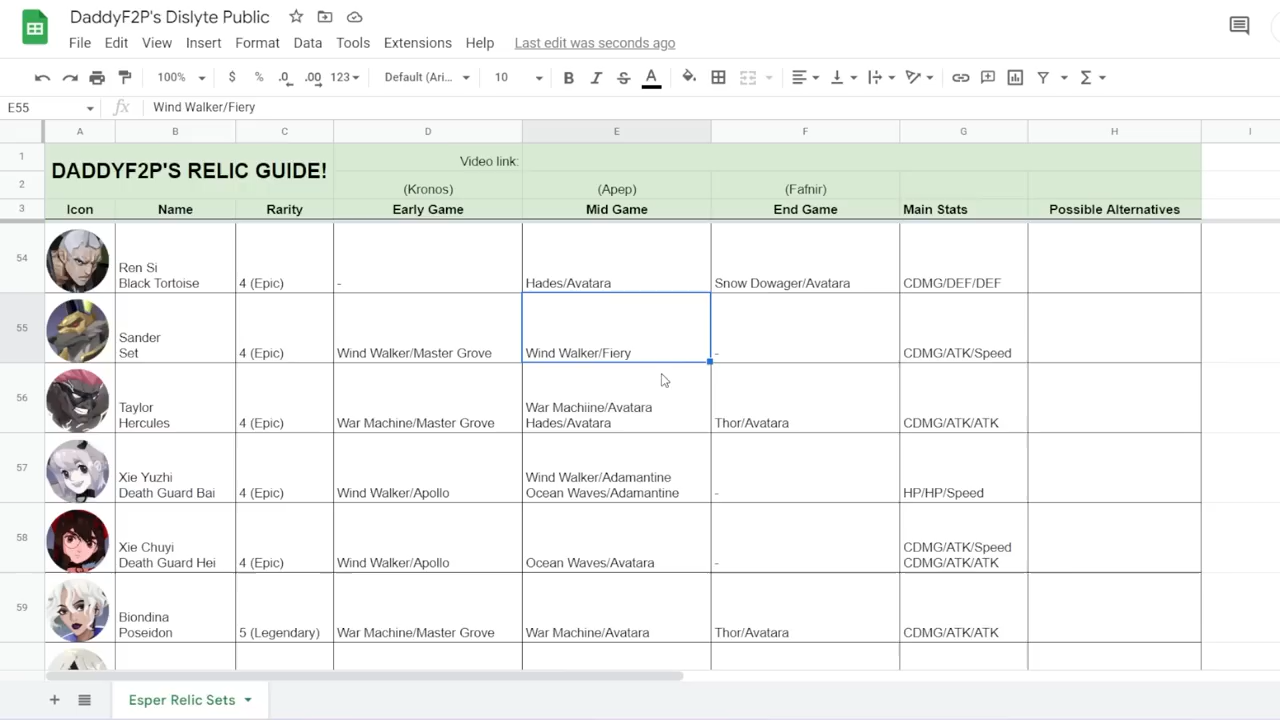 DaddyF2P's Dislyte Public
File Edit View Insert Format Data Tools Extensions Help Last edit was seconds ago
100% $ % .0 .00 123 Default (Ari... 10 B I S A Σ
E55 fx Wind Walker/Fiery
A B C D E F G H I
1 DADDYF2P'S RELIC GUIDE! Video link:
2 (Kronos) (Apep) (Fafnir)
3 Icon Name Rarity Early Game Mid Game End Game Main Stats Possible Alternatives
54 Ren Si
Black Tortoise 4 (Epic) - Hades/Avatara Snow Dowager/Avatara CDMG/DEF/DEF
55 Sander
Set 4 (Epic) Wind Walker/Master Grove Wind Walker/Fiery - CDMG/ATK/Speed
56 Taylor War Machiine/Avatara
Hercules 4 (Epic) War Machine/Master Grove Hades/Avatara Thor/Avatara CDMG/ATK/ATK
57 Xie Yuzhi Wind Walker/Adamantine
Death Guard Bai 4 (Epic) Wind Walker/Apollo Ocean Waves/Adamantine - HP/HP/Speed
58 Xie Chuyi CDMG/ATK/Speed
Death Guard Hei 4 (Epic) Wind Walker/Apollo Ocean Waves/Avatara - CDMG/ATK/ATK
59 Biondina
Poseidon 5 (Legendary) War Machine/Master Grove War Machine/Avatara Thor/Avatara CDMG/ATK/ATK
+ Esper Relic Sets